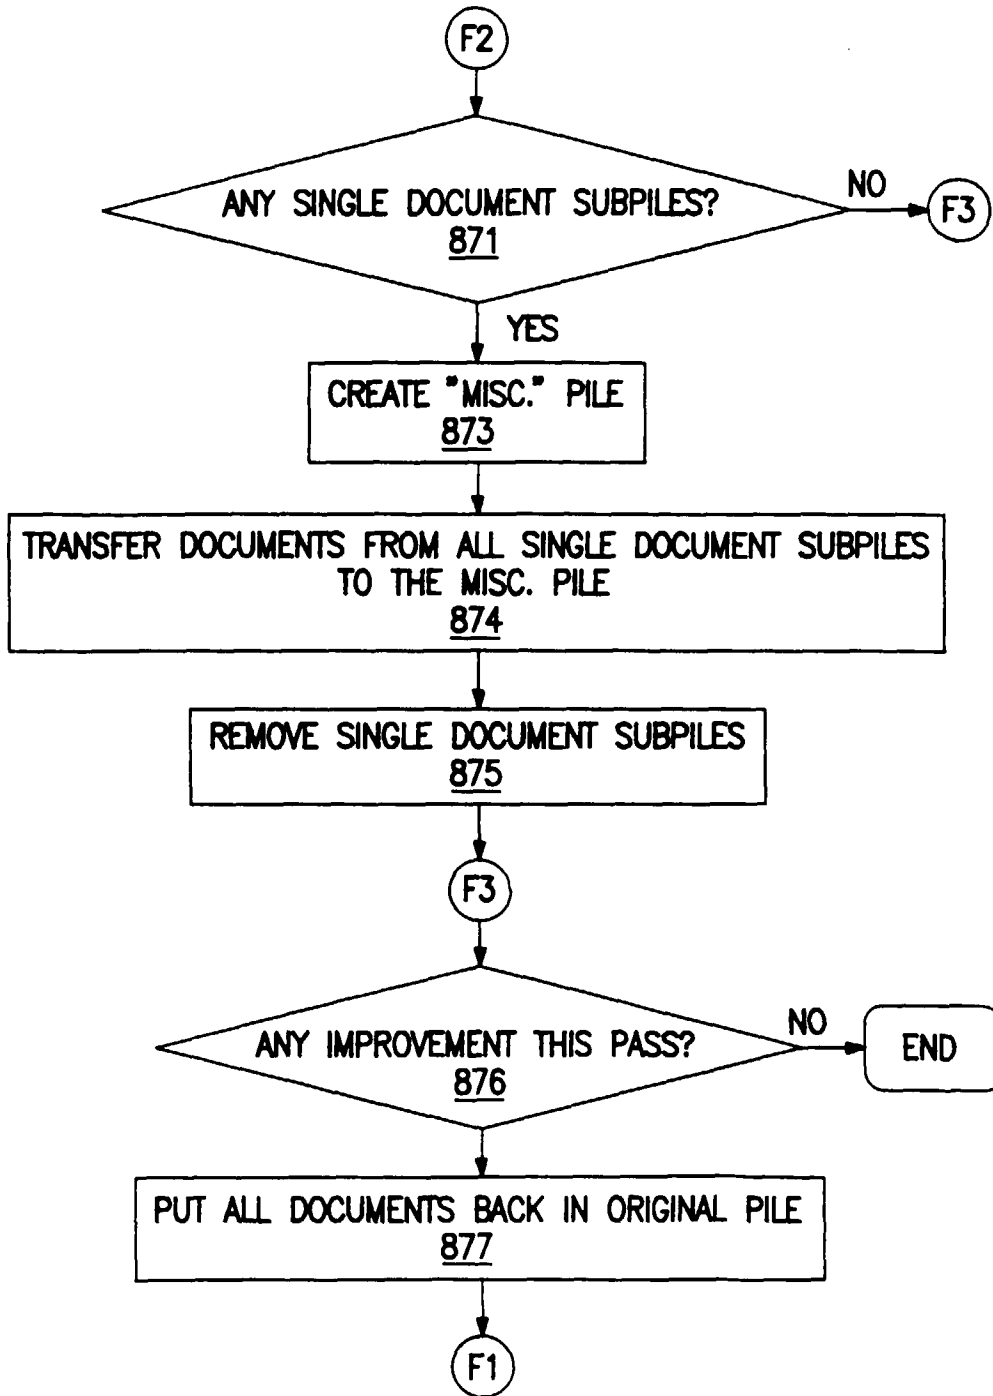 F2
ANY SINGLE DOCUMENT SUBPILES?
871
NO
F3
YES
CREATE "MISC." PILE
873
TRANSFER DOCUMENTS FROM ALL SINGLE DOCUMENT SUBPILES
TO THE MISC. PILE
874
REMOVE SINGLE DOCUMENT SUBPILES
875
F3
ANY IMPROVEMENT THIS PASS?
876
NO
END
PUT ALL DOCUMENTS BACK IN ORIGINAL PILE
877
F1